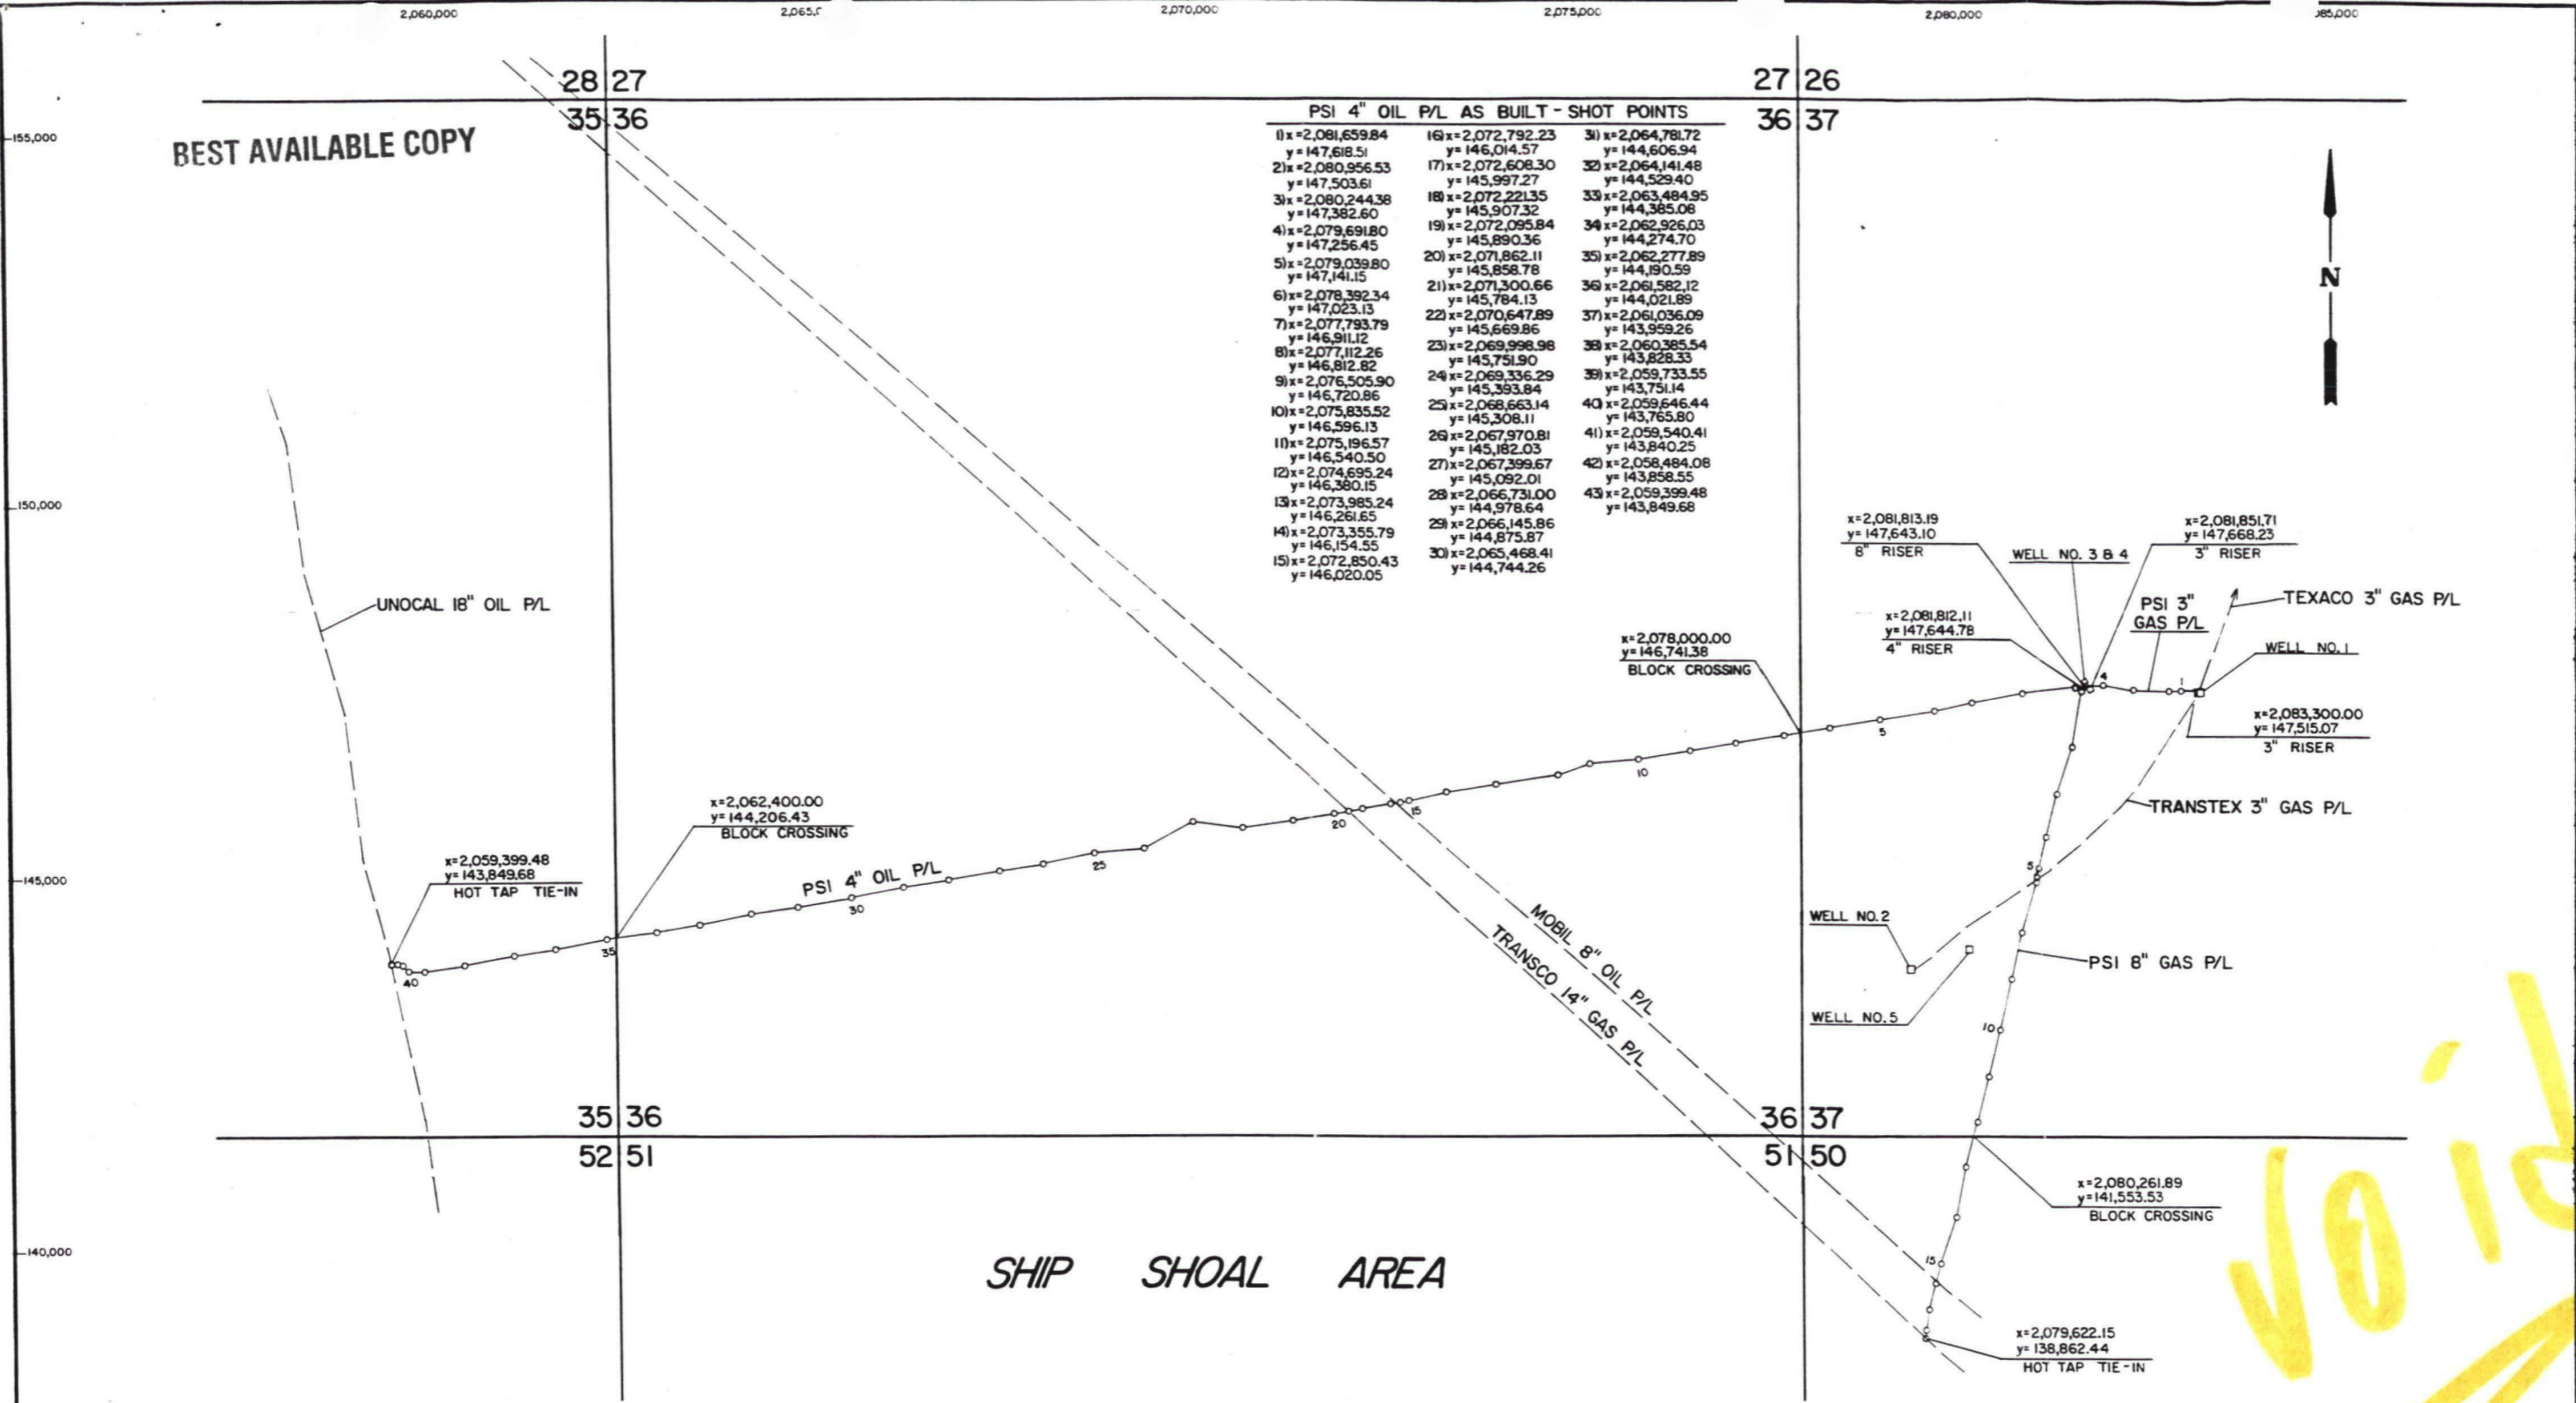 2,060,000
2,070,000
2,075,000
2,080,000
28 27
27 26
35 36
36 37
155,000
BEST AVAILABLE COPY
PSI 4" OIL P/L AS BUILT - SHOT POINTS
1) x=2,081,659.84
y=147,618.51
2) x=2,080,956.53
y=147,503.61
3) x=2,080,244.38
y=147,382.60
4) x=2,079,691.80
y=147,256.45
5) x=2,079,039.80
y=147,141.15
6) x=2,078,392.34
y=147,023.13
7) x=2,077,793.79
y=146,911.12
8) x=2,077,112.26
y=146,812.82
9) x=2,076,505.90
y=146,720.86
10) x=2,075,835.52
y=146,596.13
11) x=2,075,196.57
y=146,540.50
12) x=2,074,695.24
y=146,380.15
13) x=2,073,985.24
y=146,261.65
14) x=2,073,355.79
y=146,154.55
15) x=2,072,850.43
y=146,020.05
16) x=2,072,792.23
y=146,014.57
17) x=2,072,608.30
y=145,997.27
18) x=2,072,221.35
y=145,907.32
19) x=2,072,095.84
y=145,890.36
20) x=2,071,862.11
y=145,858.78
21) x=2,071,300.66
y=145,784.13
22) x=2,070,647.89
y=145,669.86
23) x=2,069,998.98
y=145,751.90
24) x=2,069,336.29
y=145,393.84
25) x=2,068,663.14
y=145,308.11
26) x=2,067,970.81
y=145,182.03
27) x=2,067,399.67
y=145,092.01
28) x=2,066,731.00
y=144,978.64
29) x=2,066,145.86
y=144,875.87
30) x=2,065,468.41
y=144,744.26
31) x=2,064,781.72
y=144,606.94
32) x=2,064,141.48
y=144,529.40
33) x=2,063,484.95
y=144,385.08
34) x=2,062,926.03
y=144,274.70
35) x=2,062,277.89
y=144,190.59
36) x=2,061,582.12
y=144,021.89
37) x=2,061,036.09
y=143,959.26
38) x=2,060,385.54
y=143,828.33
39) x=2,059,733.55
y=143,751.14
40) x=2,059,646.44
y=143,765.80
41) x=2,059,540.41
y=143,840.25
42) x=2,058,484.08
y=143,858.55
43) x=2,059,399.48
y=143,849.68
N
150,000
x=2,081,813.19
y=147,643.10
8" RISER
WELL NO. 3 & 4
x=2,081,851.71
y=147,668.23
3" RISER
UNOCAL 18" OIL P/L
x=2,081,812.11
y=147,644.78
4" RISER
PSI 3"
GAS P/L
TEXACO 3" GAS P/L
x=2,078,000.00
y=146,741.38
BLOCK CROSSING
WELL NO. 1
4
1
x=2,083,300.00
y=147,515.07
3" RISER
5
10
15
20
TRANSTEX 3" GAS P/L
x=2,062,400.00
y=144,206.43
BLOCK CROSSING
25
5
145,000
x=2,059,399.48
y=143,849.68
HOT TAP TIE-IN
PSI 4" OIL P/L
30
35
40
WELL NO. 2
MOBIL 8" OIL P/L
TRANSCO 14" GAS P/L
PSI 8" GAS P/L
WELL NO. 5
10
35 36
36 37
52 51
51 50
x=2,080,261.89
y=141,553.53
BLOCK CROSSING
140,000
SHIP SHOAL AREA
15
x=2,079,622.15
y=138,862.44
HOT TAP TIE-IN
void